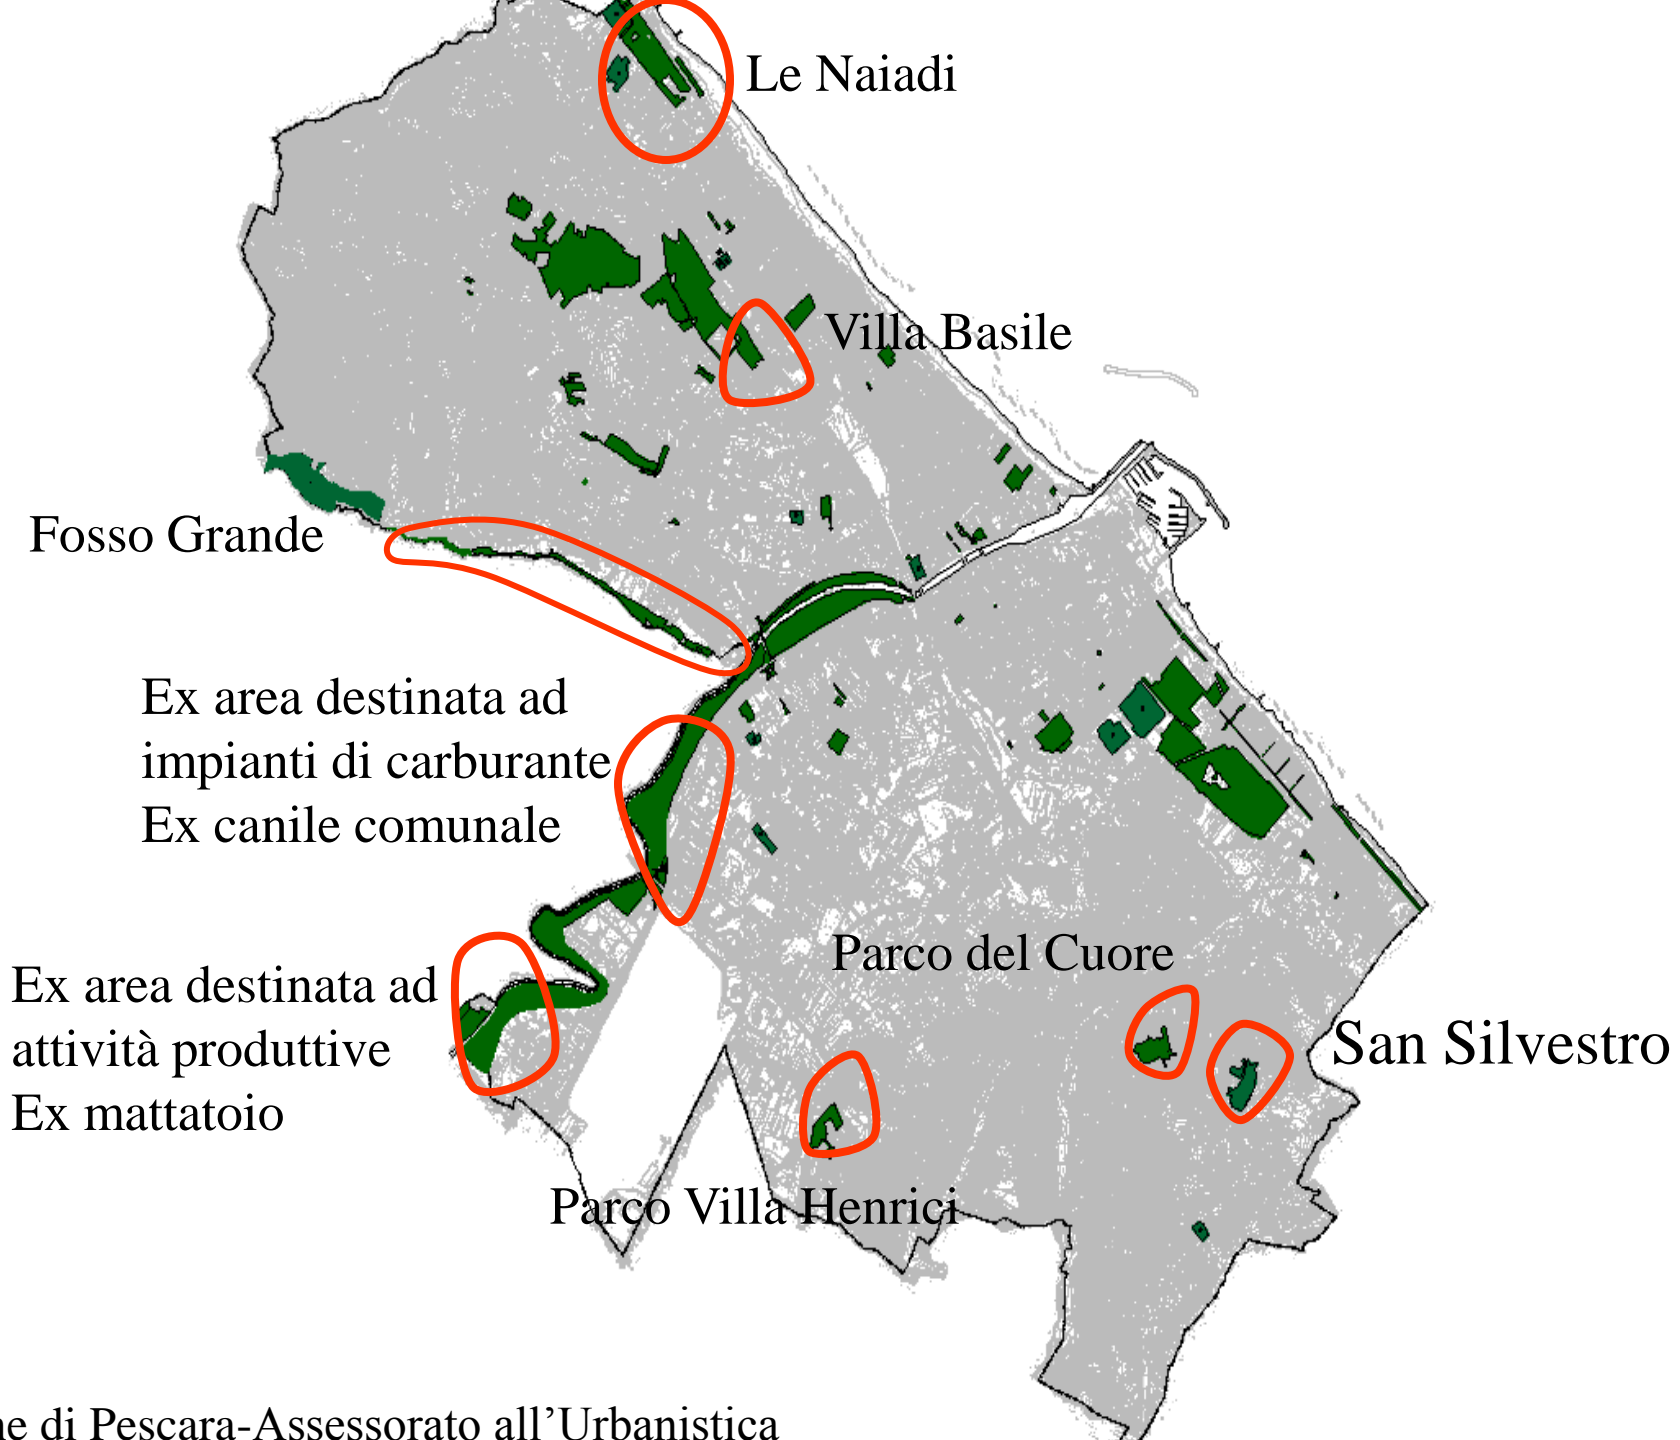 Le Naiadi
Villa Basile
Fosso Grande
Ex area destinata ad
impianti di carburante
Ex canile comunale
Parco del Cuore
Ex area destinata ad
attività produttive
Ex mattatoio
San Silvestro
Parco Villa Henrici
ne di Pescara-Assessorato all’Urbanistica